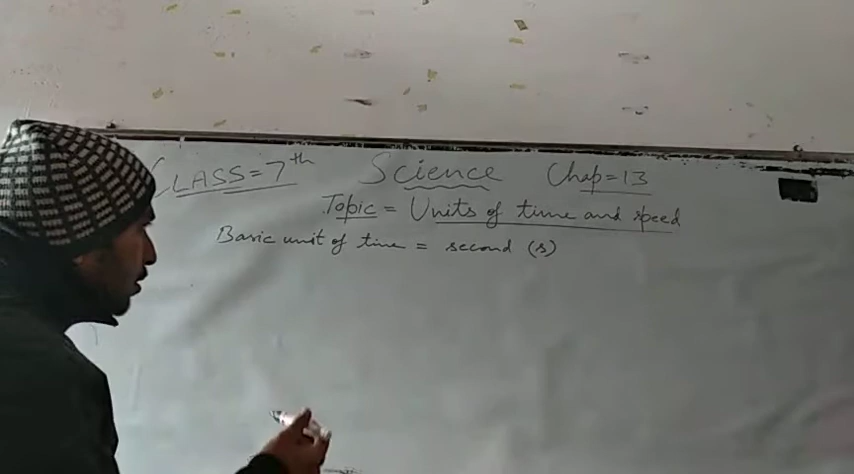 CLASS=7th Science Chap=13
Topic = Units of time and speed
Basic unit of time = second (s)